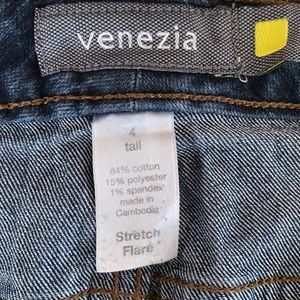 venezia
4
tall
84% cotton
15% polyester
1% spandex
made in
Cambodia
Stretch
Flare